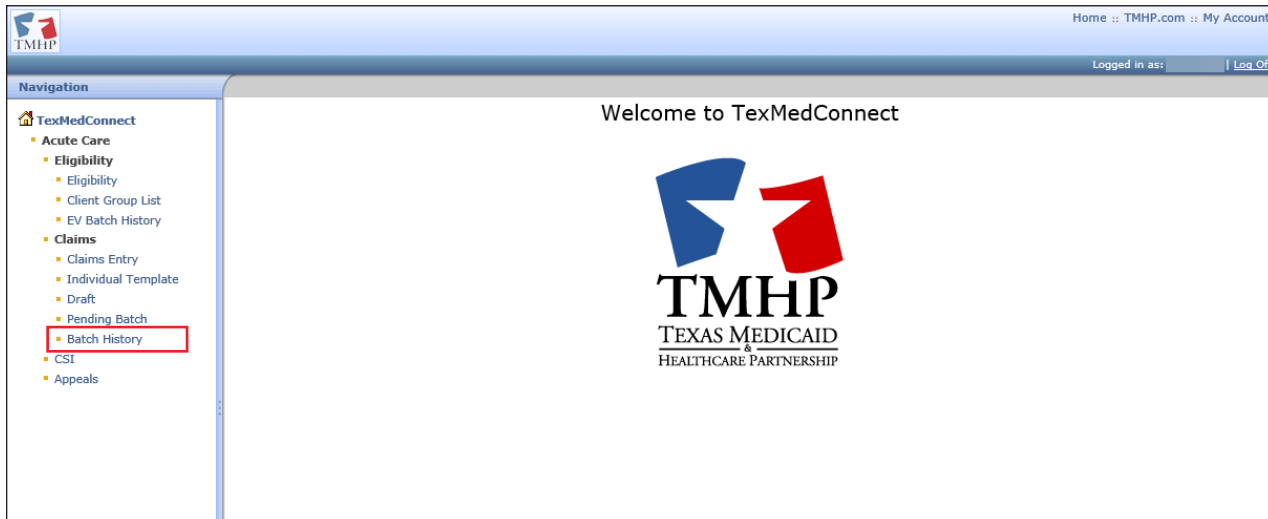 Home :: TMHP.com :: My Account
TMHP
Logged in as: | Log Of
Navigation
Welcome to TexMedConnect
TexMedConnect
Acute Care
Eligibility
Eligibility
Client Group List
EV Batch History
Claims
Claims Entry
Individual Template
Draft
Pending Batch
Batch History
CSI
Appeals
TMHP
TEXAS MEDICAID
&
HEALTHCARE PARTNERSHIP